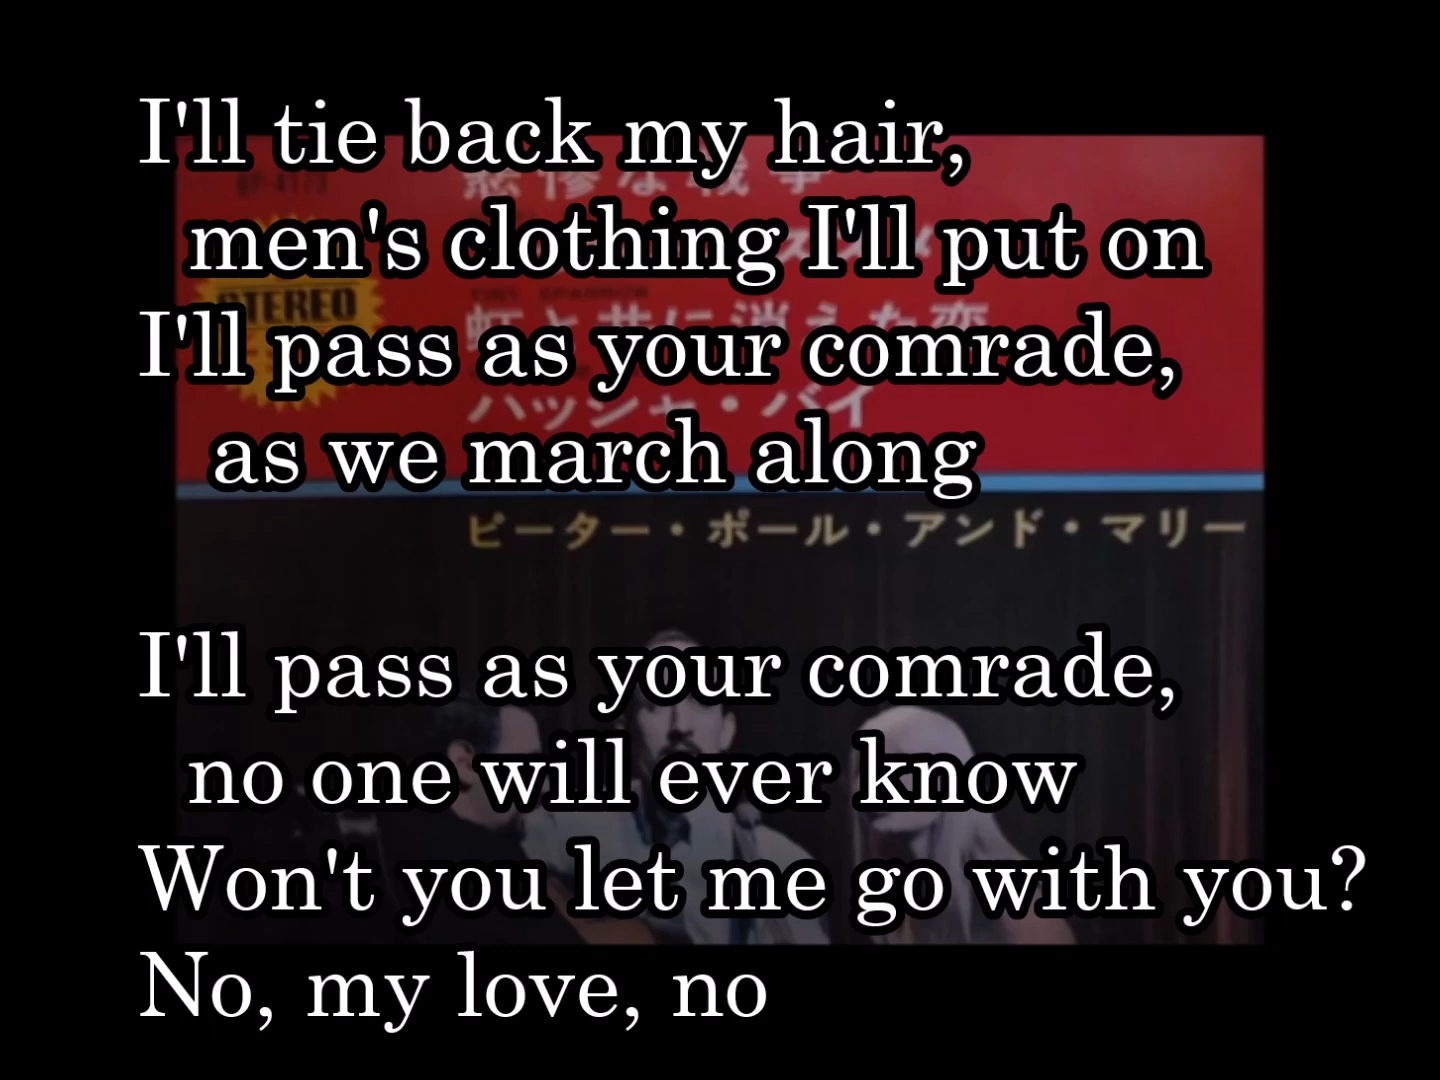 I'll tie back my hair,
men's clothing I'll put on
STEREO
I'll pass as your comrade,
ハッシャ・バイ
as we march along
ピーター・ポール・アンド・マリー
I'll pass as your comrade,
no one will ever know
Won't you let me go with you?
No, my love, no